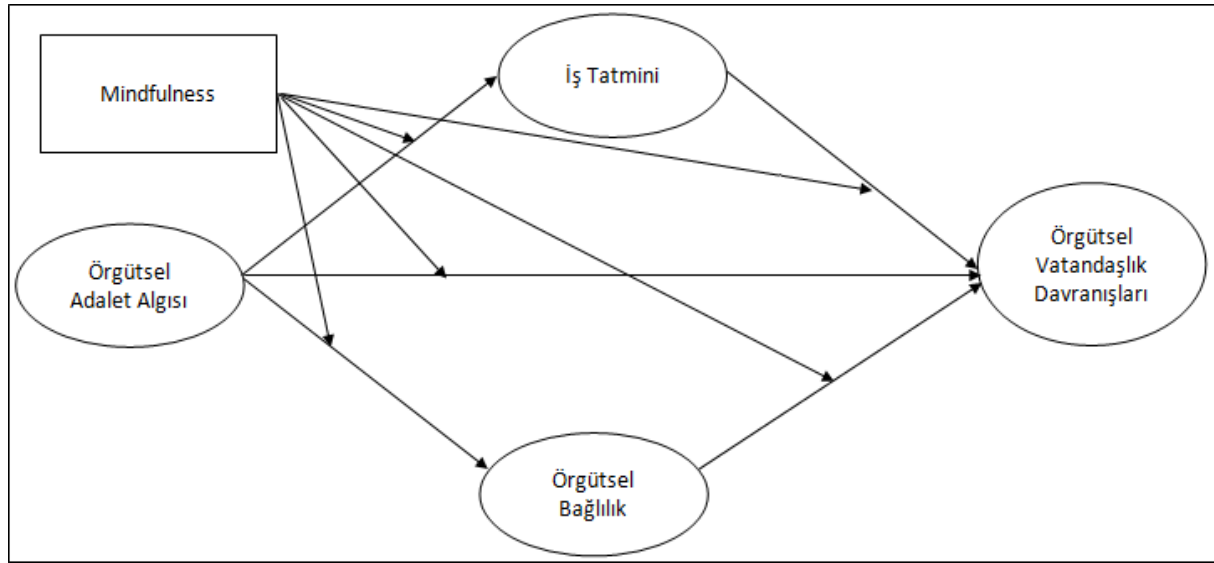 Mindfulness
İş Tatmini
Örgütsel
Adalet Algısı
Örgütsel
Vatandaşlık
Davranışları
Örgütsel
Bağlılık